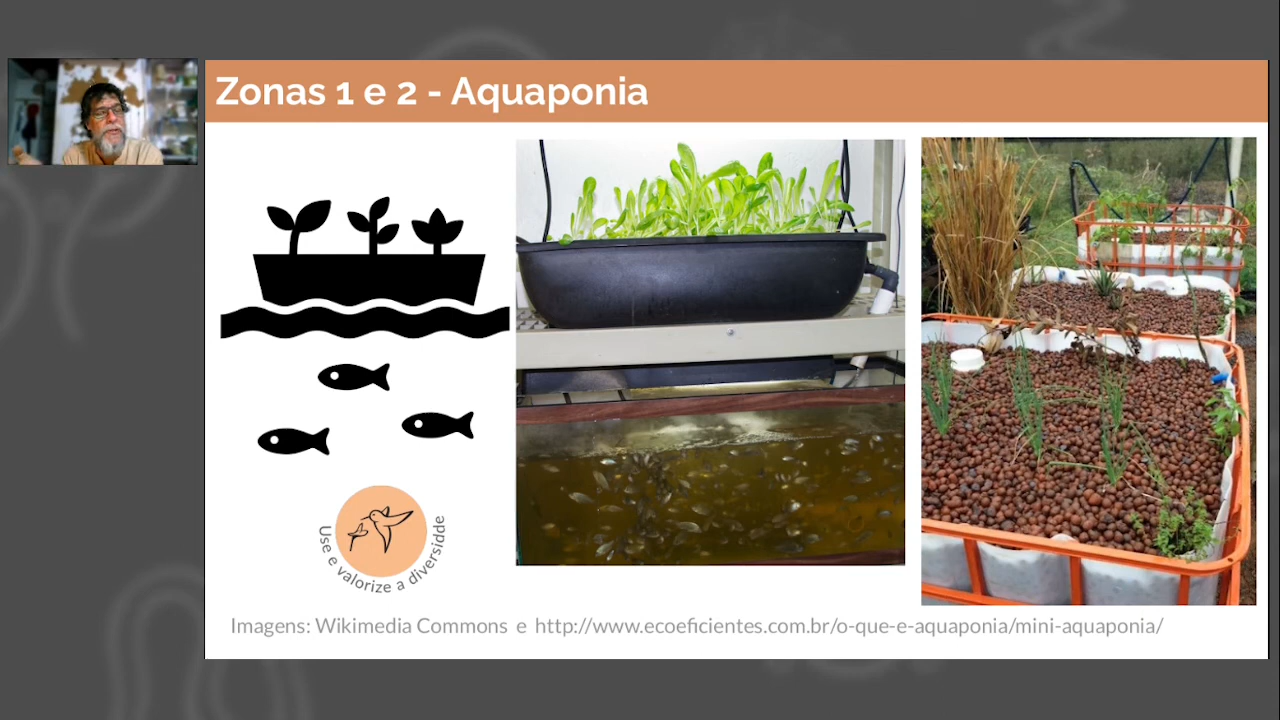 Zonas 1 e 2 - Aquaponia
Use e valorize a diversidde
Imagens: Wikimedia Commons e http://www.ecoeficientes.com.br/o-que-e-aquaponia/mini-aquaponia/